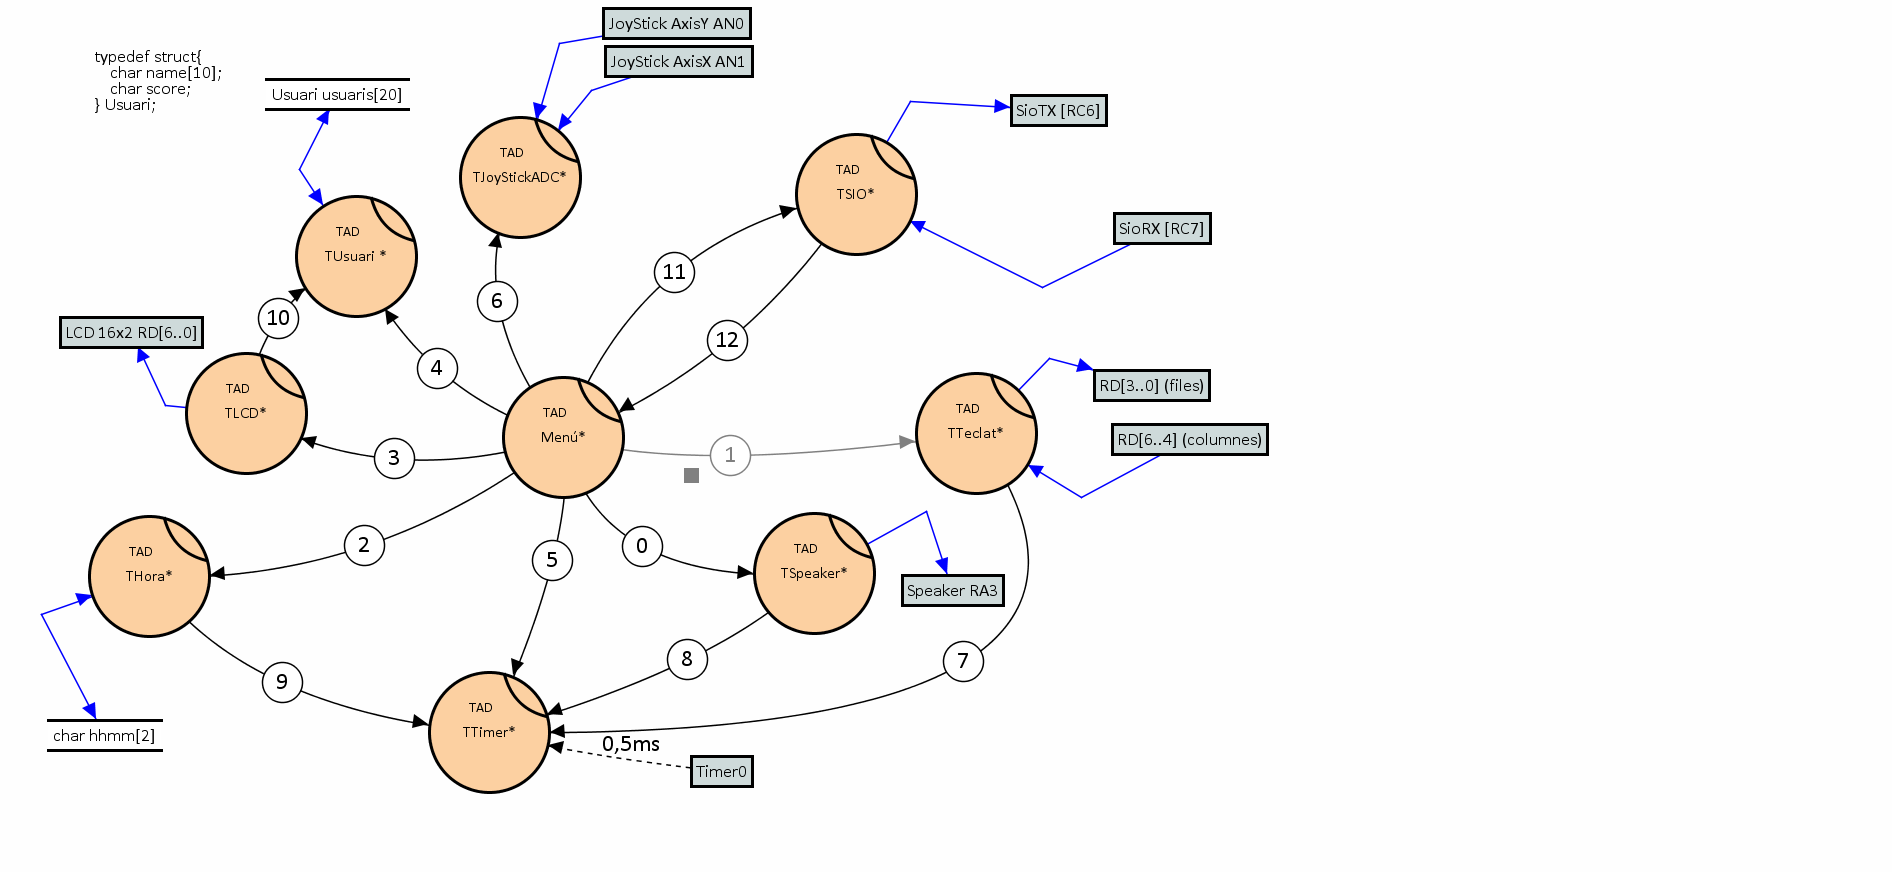 JoyStick AxisY AN0
typedef struct{
char name[10];
char score;
} Usuari;
JoyStick AxisX AN1
Usuari usuaris[20]
SioTX [RC6]
TAD
TJoyStickADC*
TAD
TSIO*
SioRX [RC7]
TAD
TUsuari *
11
6
10
LCD 16x2 RD[6..0]
12
4
RD[3..0] (files)
TAD
TLCD*
TAD
Menú*
TAD
TTeclat*
RD[6..4] (columnes)
3
1
2
5
0
TAD
THora*
TAD
TSpeaker*
Speaker RA3
8
7
9
TAD
TTimer*
char hhmm[2]
0,5ms
Timer0